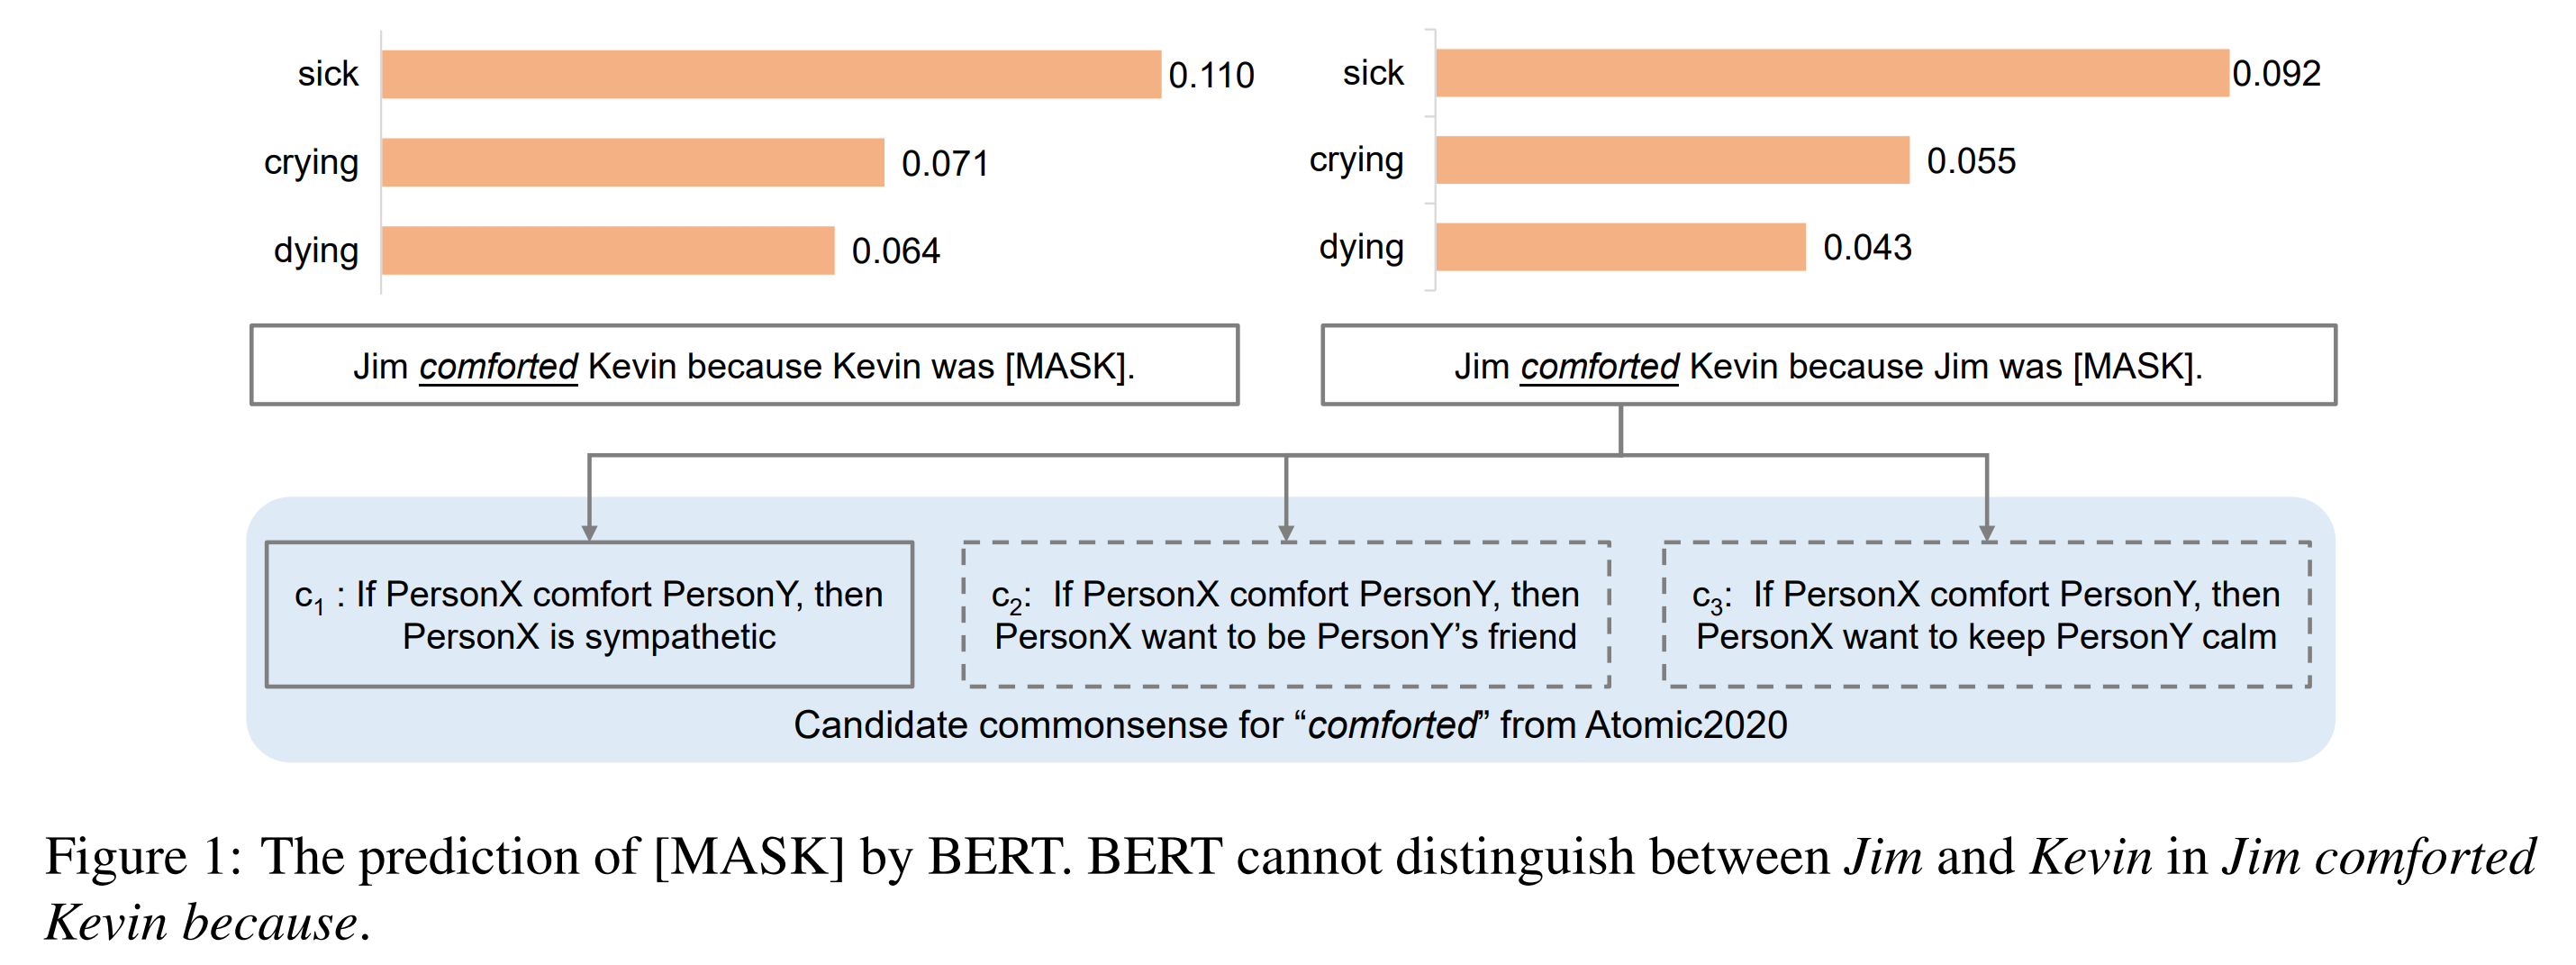 sick 0.110
crying 0.071
dying 0.064
Jim comforted Kevin because Kevin was [MASK].
sick 0.092
crying 0.055
dying 0.043
Jim comforted Kevin because Jim was [MASK].
c1 : If PersonX comfort PersonY, then
PersonX is sympathetic
c2: If PersonX comfort PersonY, then
PersonX want to be PersonY’s friend
c3: If PersonX comfort PersonY, then
PersonX want to keep PersonY calm
Candidate commonsense for “comforted” from Atomic2020
Figure 1: The prediction of [MASK] by BERT. BERT cannot distinguish between Jim and Kevin in Jim comforted
Kevin because.